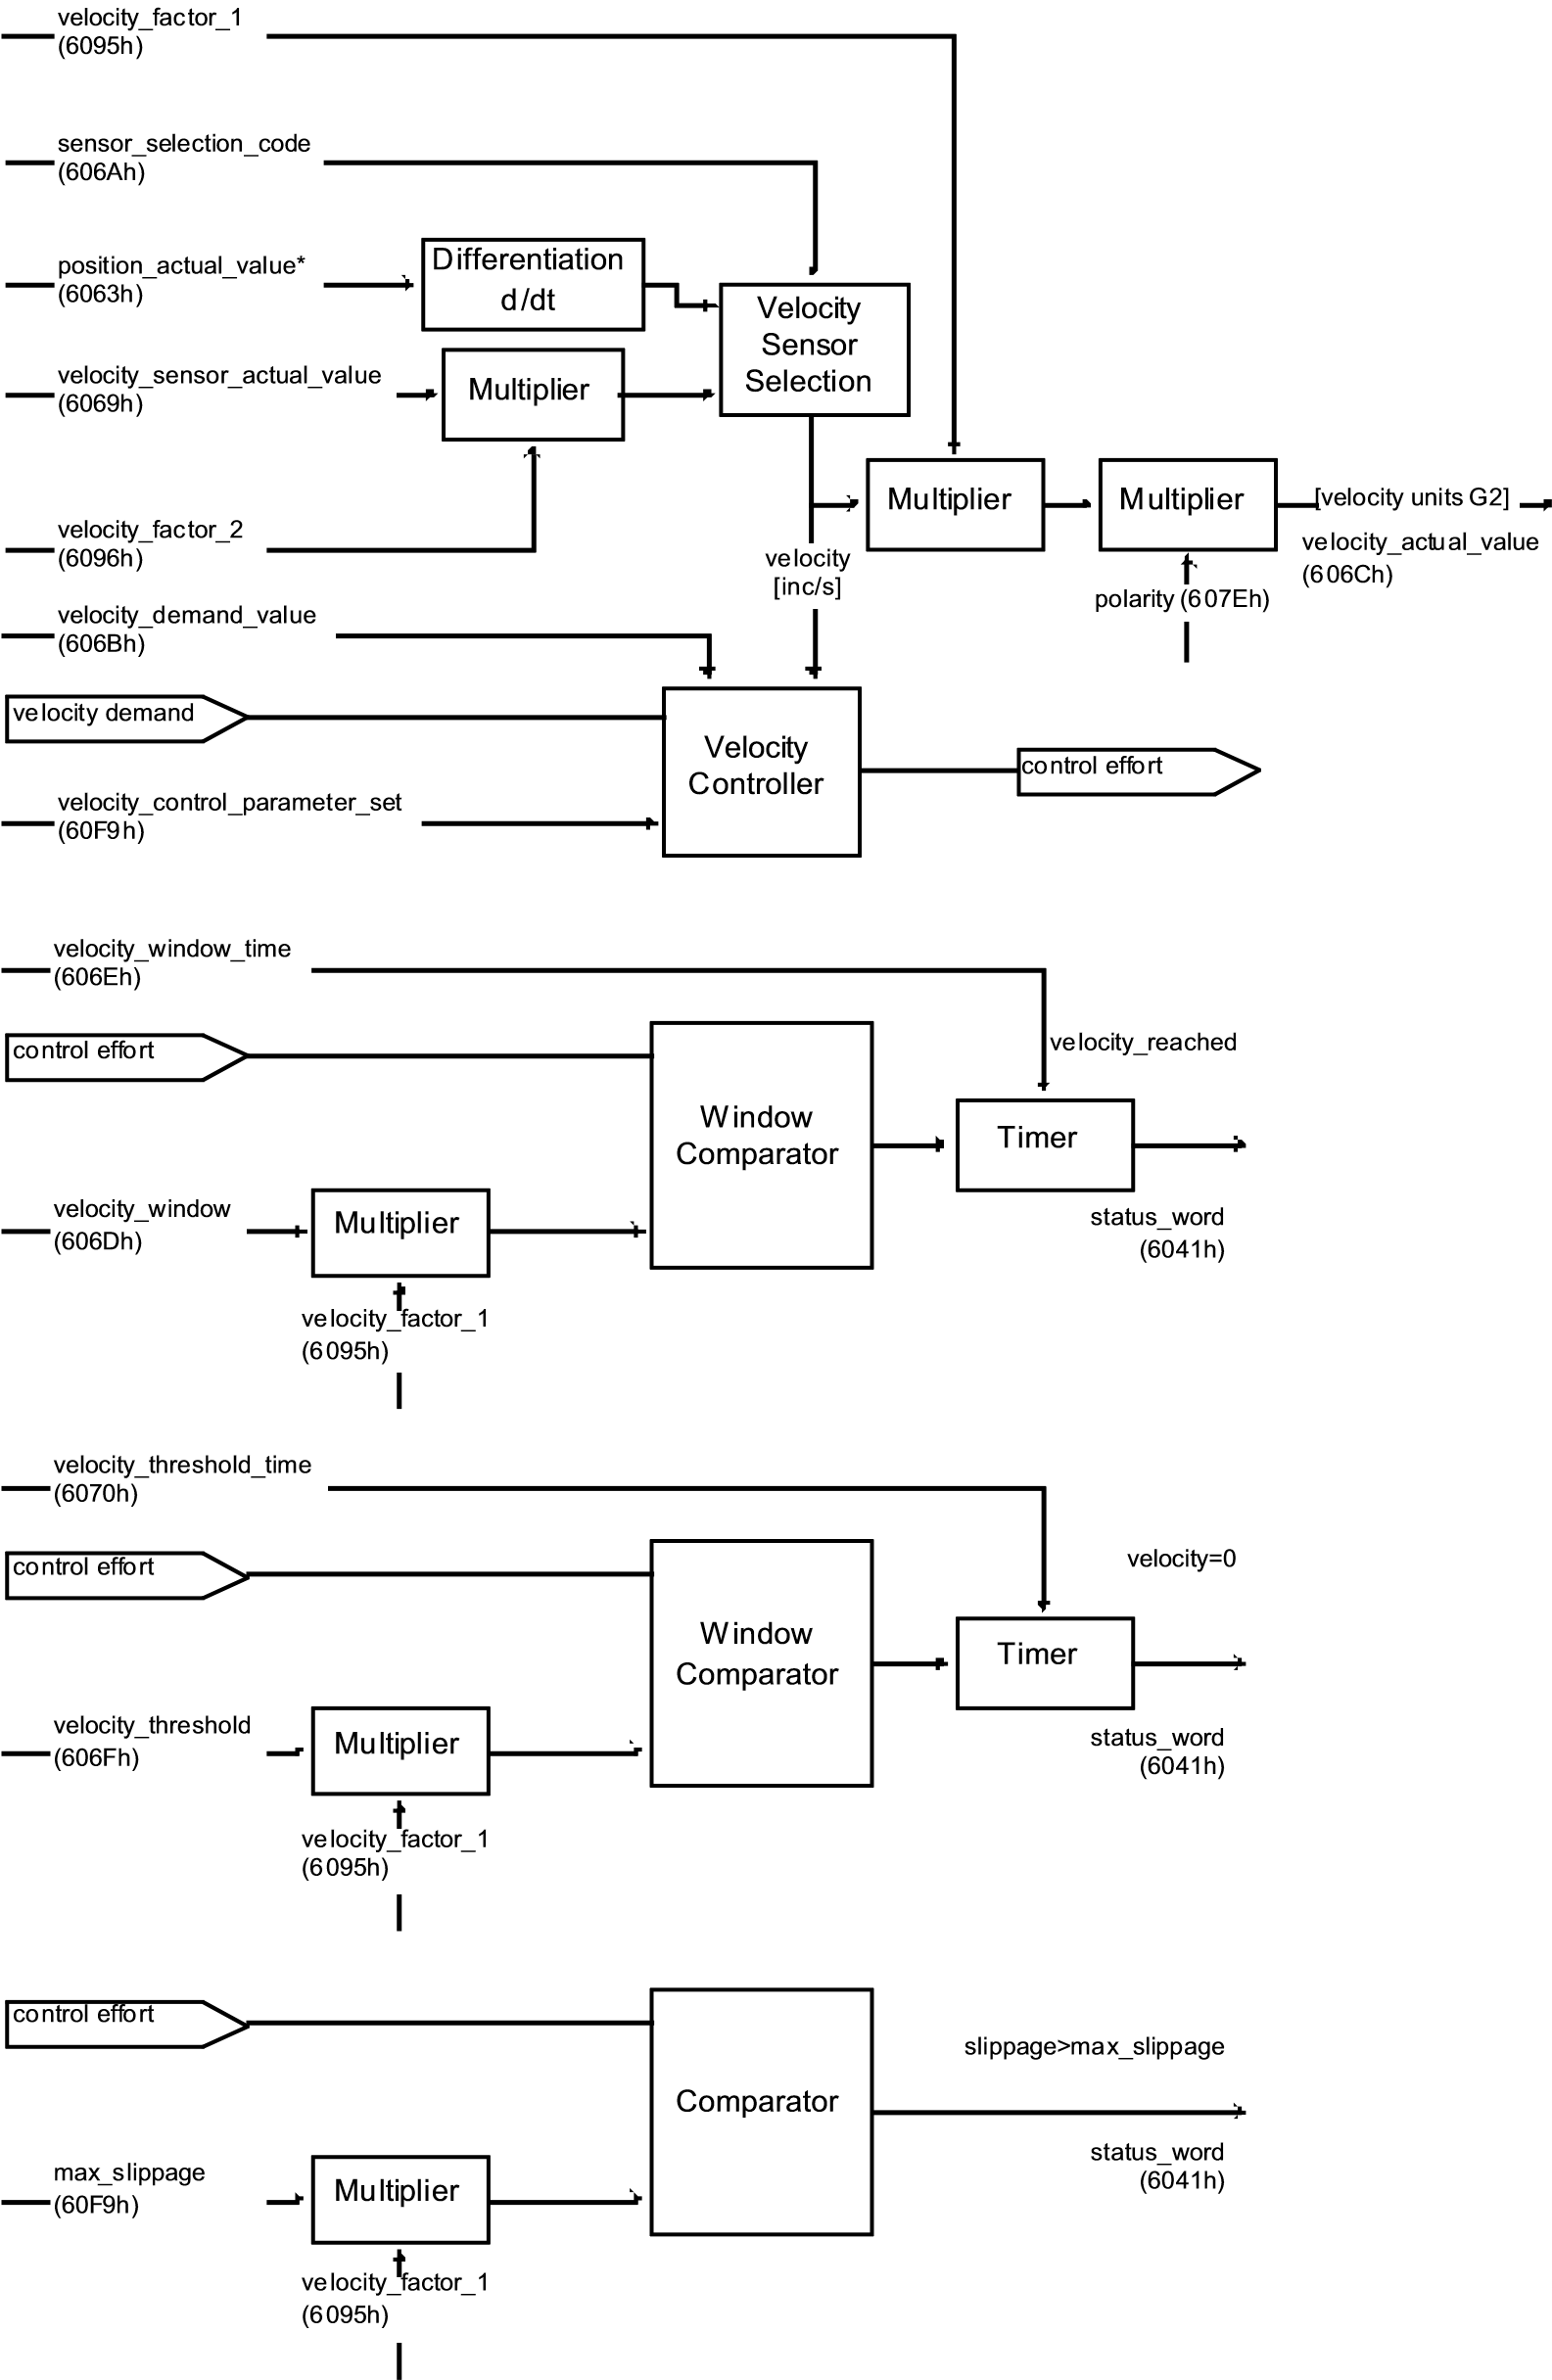 velocity_factor_1
(6095h)
sensor_selection_code
(606Ah)
position_actual_value*
(6063h)
Differentiation
d/dt
Velocity
Sensor
Selection
velocity_sensor_actual_value
(6069h)
Multiplier
velocity_factor_2
(6096h)
Multiplier
Multiplier
[velocity units G2]
velocity_actual_value
(606Ch)
velocity
[inc/s]
polarity (607Eh)
velocity_demand_value
(606Bh)
velocity demand
Velocity
Controller
control effort
velocity_control_parameter_set
(60F9h)
velocity_window_time
(606Eh)
control effort
velocity_reached
Window
Comparator
Timer
velocity_window
(606Dh)
Multiplier
status_word
(6041h)
velocity_factor_1
(6095h)
velocity_threshold_time
(6070h)
control effort
velocity=0
Window
Comparator
Timer
velocity_threshold
(606Fh)
Multiplier
status_word
(6041h)
velocity_factor_1
(6095h)
control effort
slippage>max_slippage
Comparator
status_word
(6041h)
max_slippage
(60F9h)
Multiplier
velocity_factor_1
(6095h)